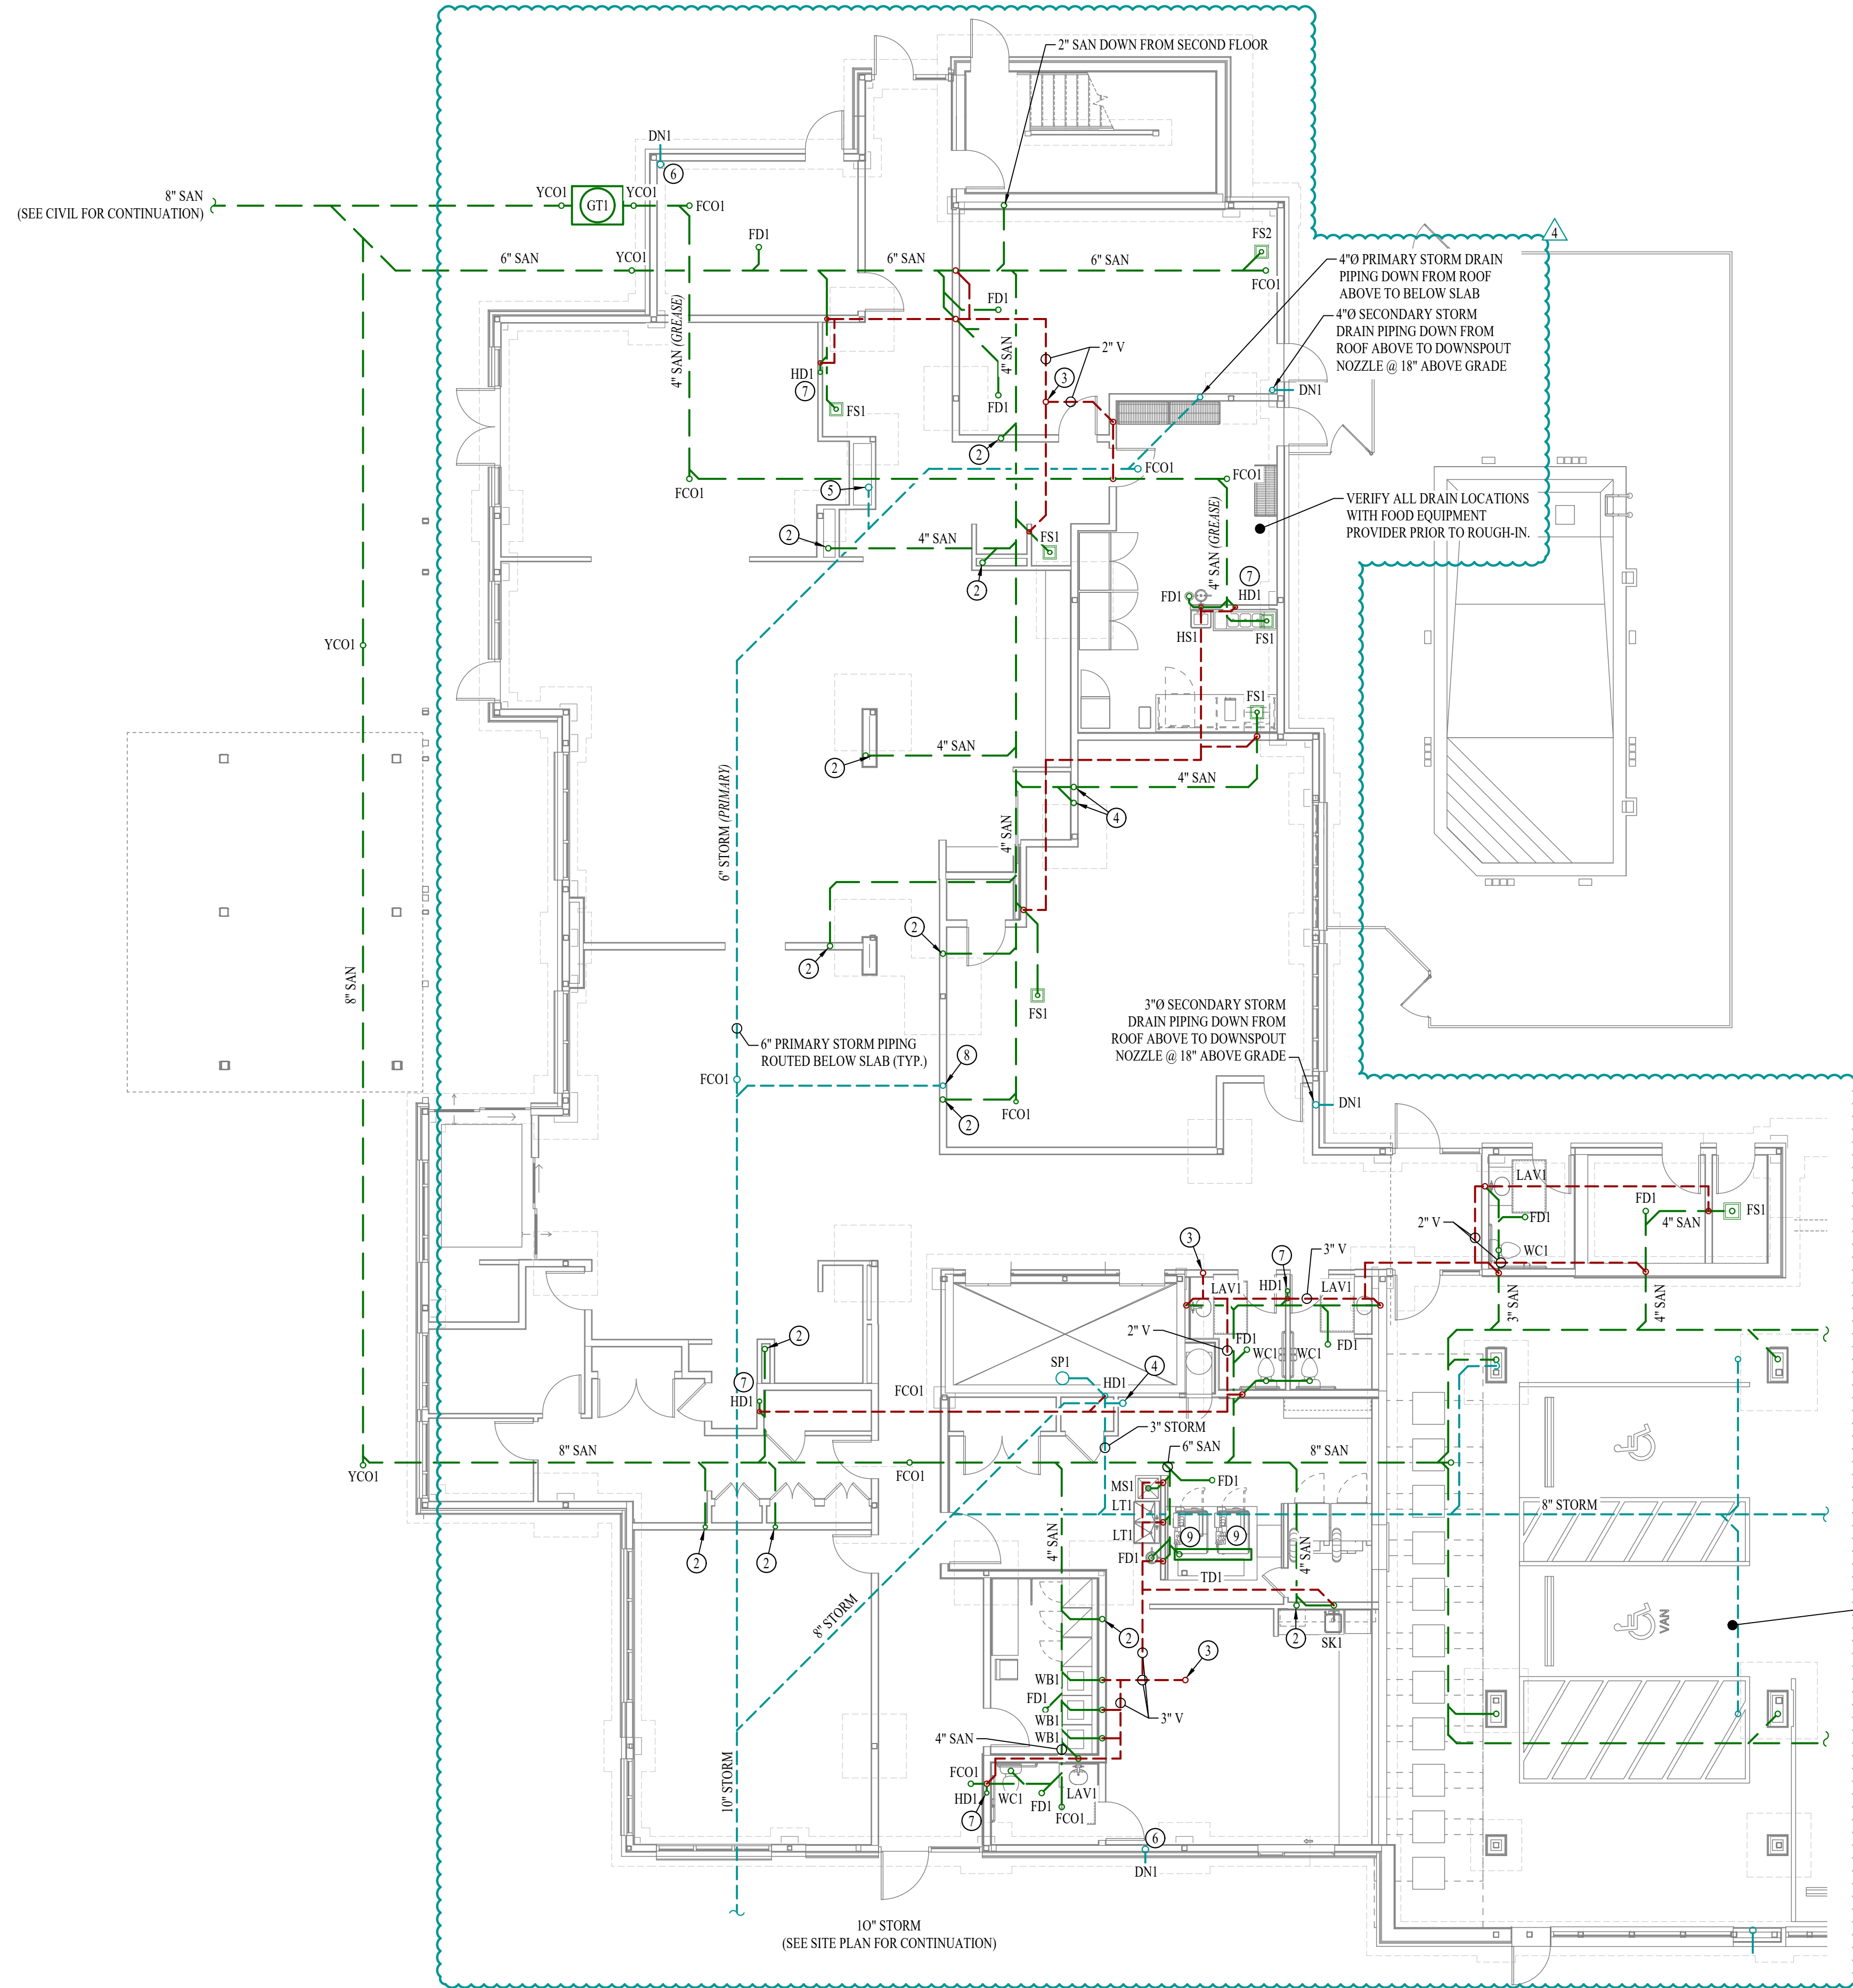 2" SAN DOWN FROM SECOND FLOOR
DN1
6
8" SAN
(SEE CIVIL FOR CONTINUATION)
YCO1
GT1
YCO1
FCO1
FD1
FS2
4
6" SAN
YCO1
6" SAN
6" SAN
FCO1
4"Ø PRIMARY STORM DRAIN
PIPING DOWN FROM ROOF
ABOVE TO BELOW SLAB
4"Ø SECONDARY STORM
DRAIN PIPING DOWN FROM
ROOF ABOVE TO DOWNSPOUT
NOZZLE @ 18" ABOVE GRADE
FD1
4" SAN (GREASE)
4" SAN
2" V
HD1
7
3
DN1
FS1
FD1
2
FCO1
FCO1
FCO1
5
VERIFY ALL DRAIN LOCATIONS
WITH FOOD EQUIPMENT
PROVIDER PRIOR TO ROUGH-IN.
2
4" SAN
FS1
4" SAN (GREASE)
2
7
FD1
HD1
HS1
FS1
YCO1
FS1
4" SAN
2
4" SAN
4
6" STORM (PRIMARY)
4" SAN
2
2
8" SAN
FS1
3"Ø SECONDARY STORM
DRAIN PIPING DOWN FROM
ROOF ABOVE TO DOWNSPOUT
NOZZLE @ 18" ABOVE GRADE
6" PRIMARY STORM PIPING
ROUTED BELOW SLAB (TYP.)
8
FCO1
DN1
2
FCO1
LAV1
FD1
FD1
FS1
4" SAN
2" V
WC1
3
7
3" V
HD1
LAV1
LAV1
3" SAN
4" SAN
2" V
2
FD1
FD1
WC1
WC1
SP1
4
7
HD1
HD1
FCO1
3" STORM
8" SAN
6" SAN
8" SAN
YCO1
FCO1
FD1
MS1
LT1
8" STORM
LT1
9
9
FD1
TD1
4" SAN
4" SAN
2
2
8" STORM
2
2
SK1
VAN
WB1
3
FD1
WB1
3" V
WB1
4" SAN
FCO1
HD1
WC1
FD1
LAV1
FCO1
7
10" STORM
6
DN1
1O" STORM
(SEE SITE PLAN FOR CONTINUATION)